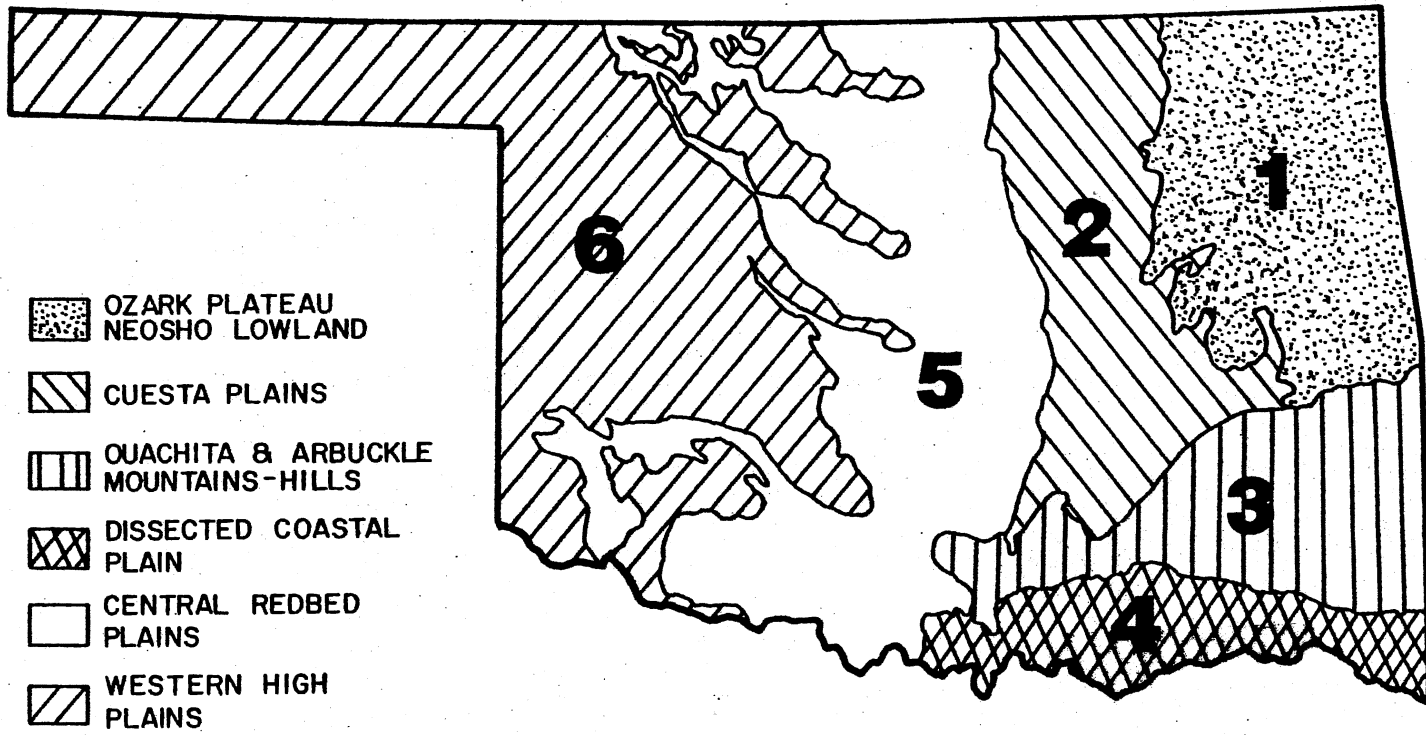 1
2
6
OZARK PLATEAU
NEOSHO LOWLAND
5
CUESTA PLAINS
OUACHITA & ARBUCKLE
MOUNTAINS-HILLS
3
DISSECTED COASTAL
PLAIN
4
CENTRAL REDBED
PLAINS
WESTERN HIGH
PLAINS